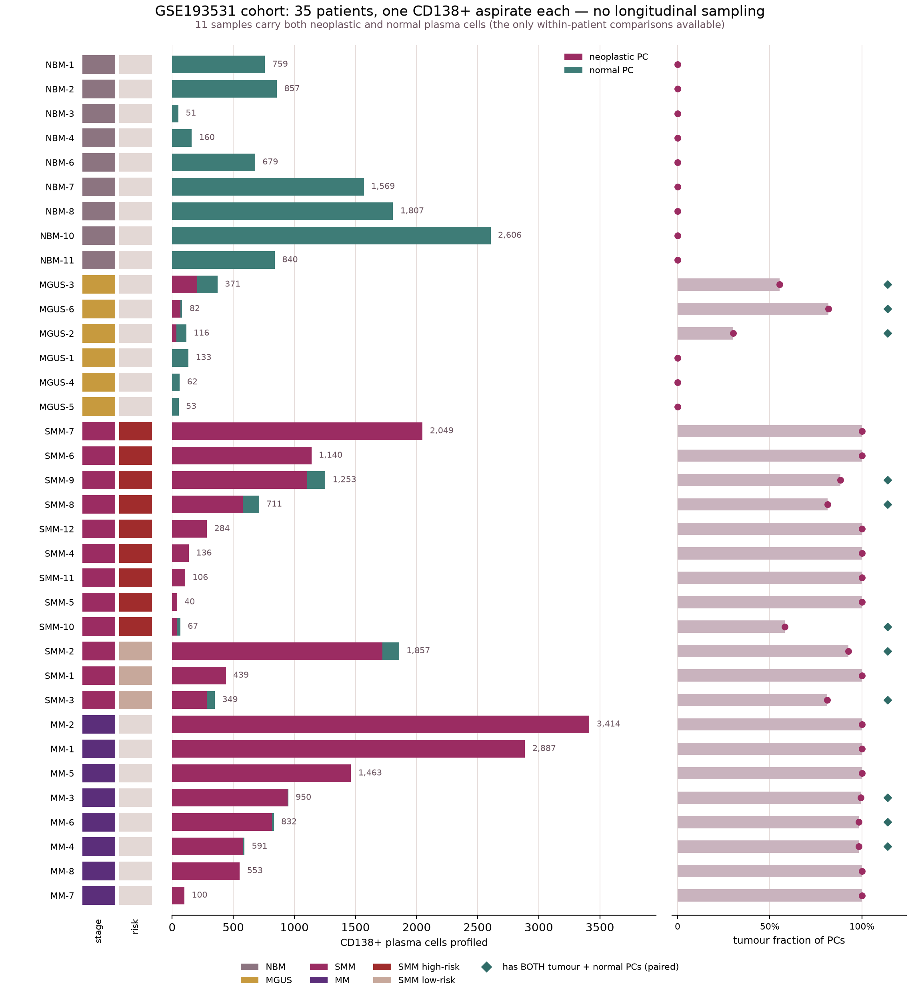 GSE193531 cohort: 35 patients, one CD138+ aspirate each — no longitudinal sampling
11 samples carry both neoplastic and normal plasma cells (the only within-patient comparisons available)
neoplastic PC
normal PC
NBM-1 759
NBM-2 857
NBM-3 51
NBM-4 160
NBM-6 679
NBM-7 1,569
NBM-8 1,807
NBM-10 2,606
NBM-11 840
MGUS-3 371
MGUS-6 82
MGUS-2 116
MGUS-1 133
MGUS-4 62
MGUS-5 53
SMM-7 2,049
SMM-6 1,140
SMM-9 1,253
SMM-8 711
SMM-12 284
SMM-4 136
SMM-11 106
SMM-5 40
SMM-10 67
SMM-2 1,857
SMM-1 439
SMM-3 349
MM-2 3,414
MM-1 2,887
MM-5 1,463
MM-3 950
MM-6 832
MM-4 591
MM-8 553
MM-7 100
stage
risk
0 500 1000 1500 2000 2500 3000 3500
CD138+ plasma cells profiled
0 50% 100%
tumour fraction of PCs
NBM SMM SMM high-risk has BOTH tumour + normal PCs (paired)
MGUS MM SMM low-risk